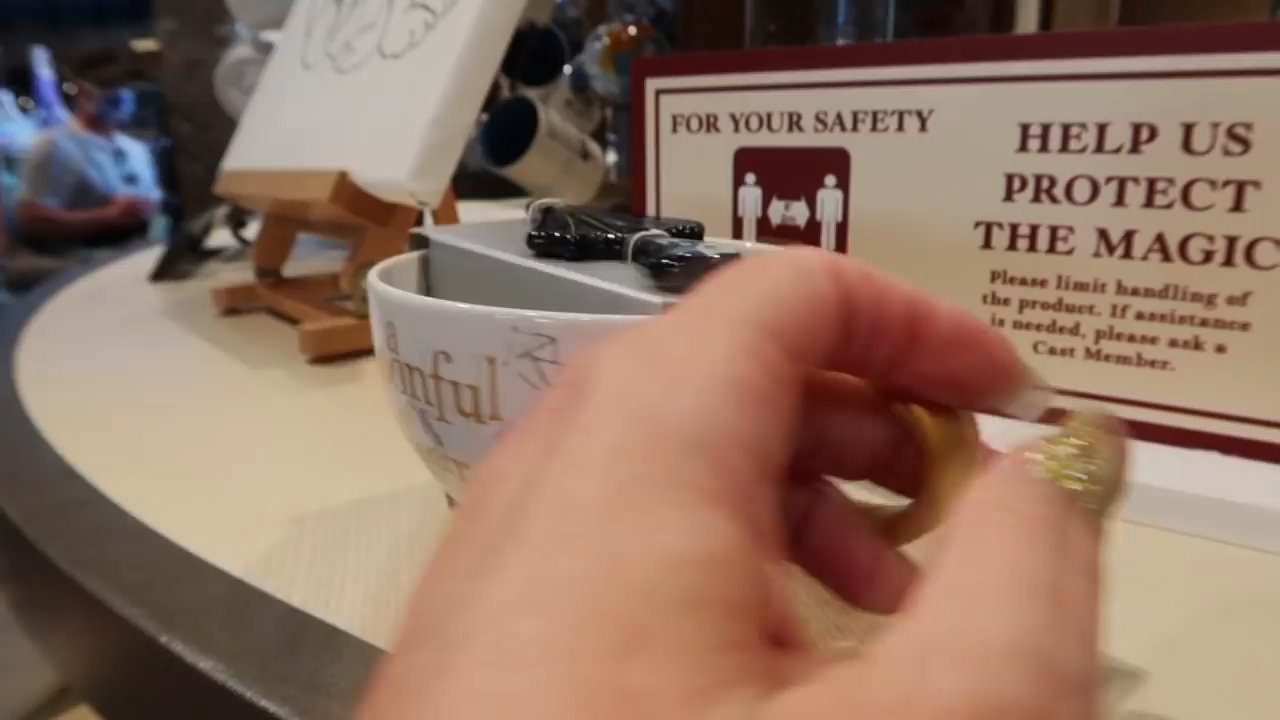 FOR YOUR SAFETY
HELP US
PROTECT
THE MAGIC
Please limit handling of
the product. If assistance
is needed, please ask a
Cast Member.
a